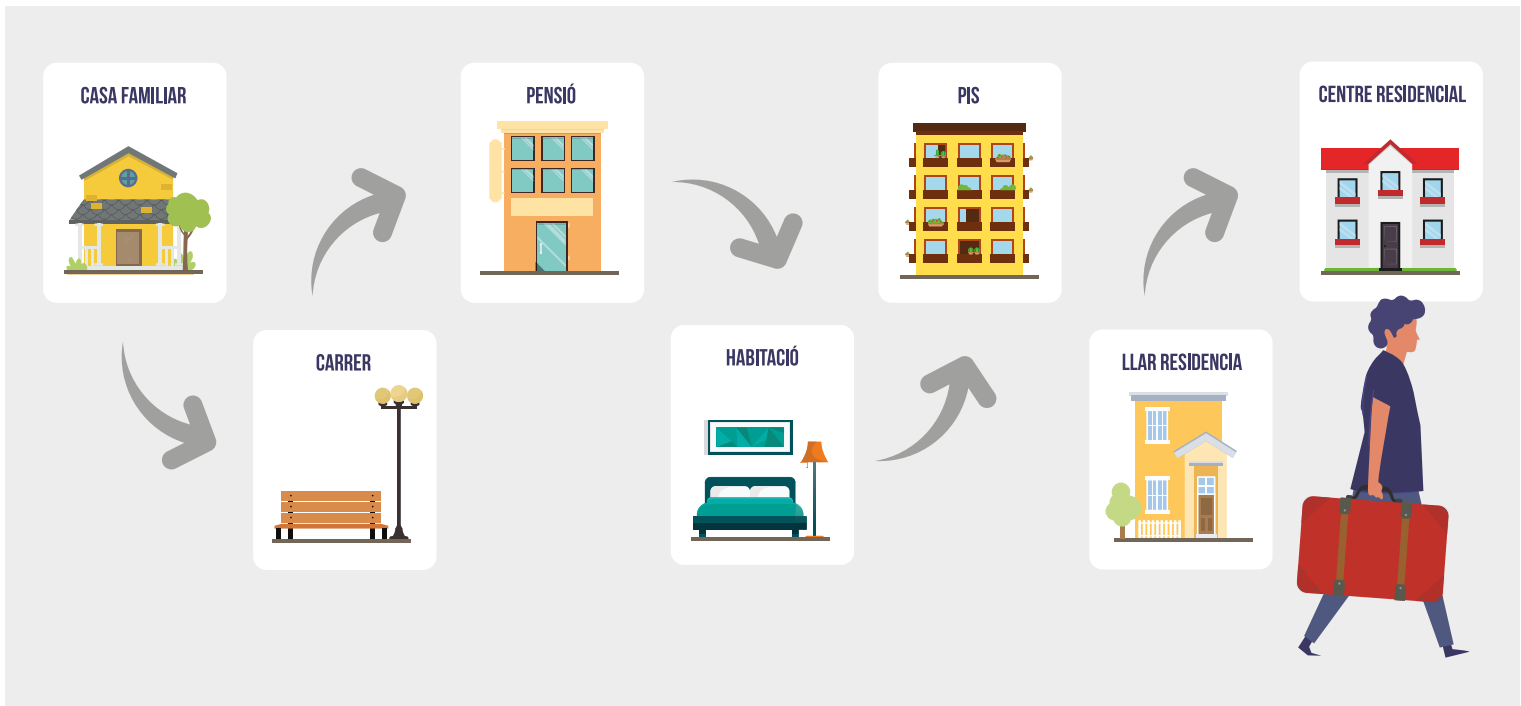 CASA FAMILIAR
CARRER
PENSIÓ
HABITACIÓ
PIS
LLAR RESIDENCIA
CENTRE RESIDENCIAL